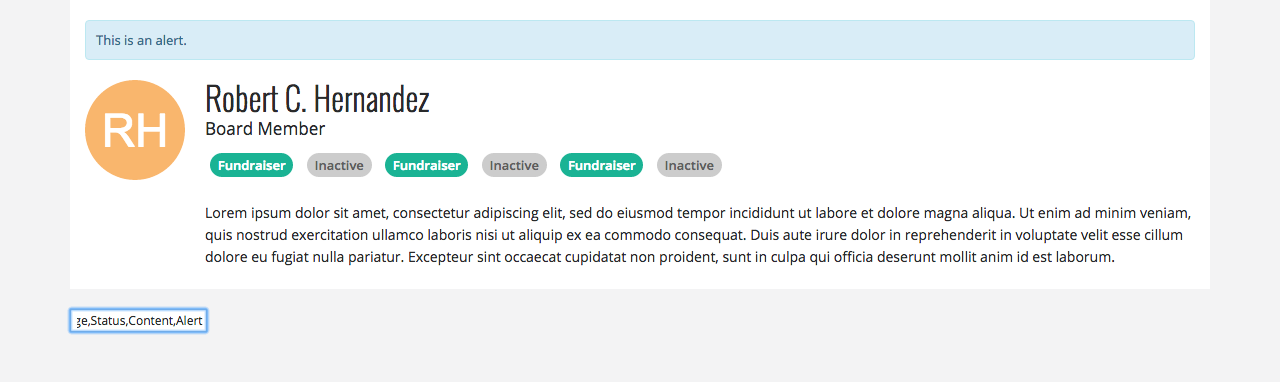 This is an alert.
RH
Robert C. Hernandez
Board Member
Fundraiser Inactive Fundraiser Inactive Fundraiser Inactive
Lorem ipsum dolor sit amet, consectetur adipiscing elit, sed do eiusmod tempor incididunt ut labore et dolore magna aliqua. Ut enim ad minim veniam,
quis nostrud exercitation ullamco laboris nisi ut aliquip ex ea commodo consequat. Duis aute irure dolor in reprehenderit in voluptate velit esse cillum
dolore eu fugiat nulla pariatur. Excepteur sint occaecat cupidatat non proident, sunt in culpa qui officia deserunt mollit anim id est laborum.
ge,Status,Content,Alert